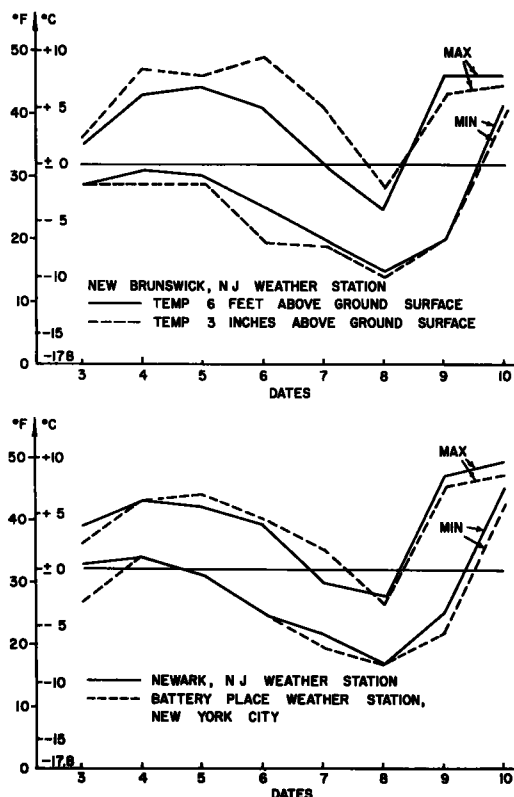 °F °C
50 +10
MAX
40 +5
MIN
± 0
30
-5
20
-10
NEW BRUNSWICK, NJ WEATHER STATION
TEMP 6 FEET ABOVE GROUND SURFACE
10
TEMP 3 INCHES ABOVE GROUND SURFACE
-15
-178
0
3 4 5 6 7 8 9 10
DATES
°F °C
50 +10
MAX
+5
40
MIN
± 0
30
-5
20
-10
NEWARK, NJ WEATHER STATION
BATTERY PLACE WEATHER STATION,
10
NEW YORK CITY
-15
-17.8
0
3 4 5 6 7 8 9 10
DATES